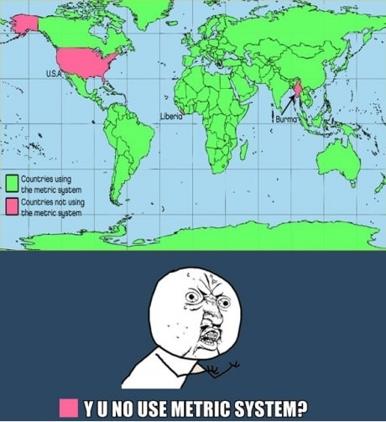 U.S.A
Liberia
Burma
Countries using
the metric system
Countries not using
the metric system
Y U NO USE METRIC SYSTEM?